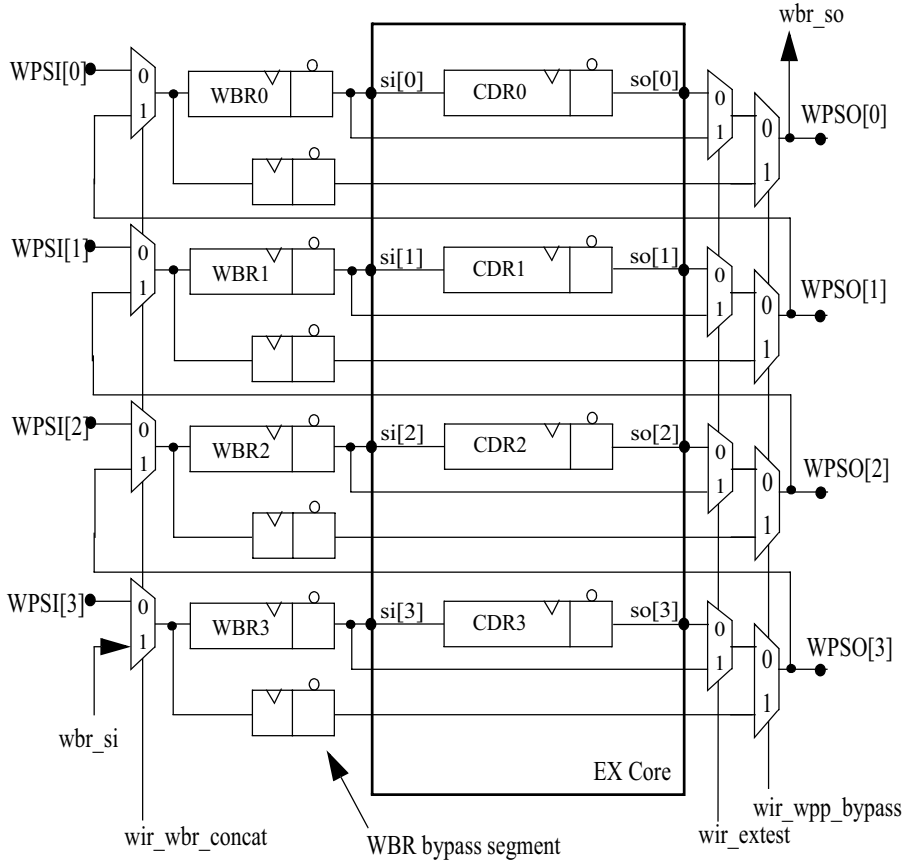 wbr_so
WPSI[0]
0
1
WBR0
si[0]
CDR0
so[0]
0
1
0
1
WPSO[0]
WPSI[1]
0
1
WBR1
si[1]
CDR1
so[1]
0
1
0
1
WPSO[1]
WPSI[2]
0
1
WBR2
si[2]
CDR2
so[2]
0
1
0
1
WPSO[2]
WPSI[3]
0
1
WBR3
si[3]
CDR3
so[3]
0
1
0
1
WPSO[3]
wbr_si
EX Core
wir_wbr_concat
WBR bypass segment
wir_extest
wir_wpp_bypass